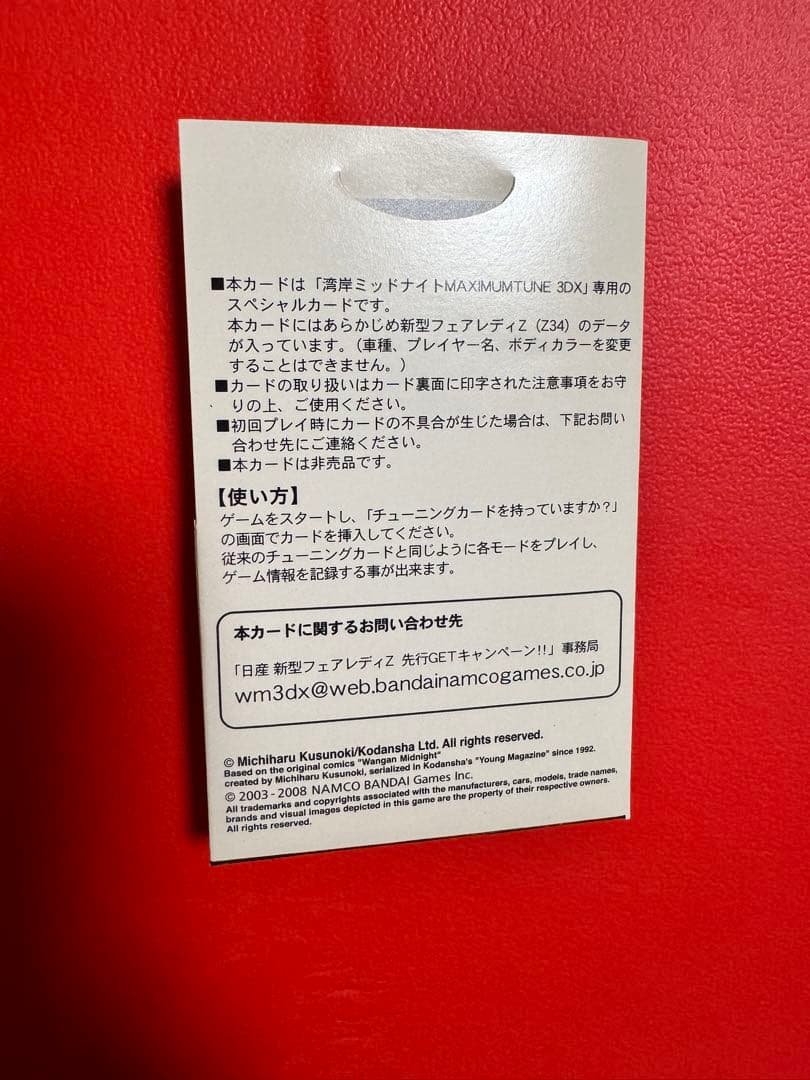 ■本カードは「湾岸ミッドナイトMAXIMUMTUNE 3DX」専用の
スペシャルカードです。
本カードにはあらかじめ新型フェアレディZ（Z34）のデータ
が入っています。（車種、プレイヤー名、ボディカラーを変更
することはできません。）
■カードの取り扱いはカード裏面に印字された注意事項をお守
りの上、ご使用ください。
■初回プレイ時にカードの不具合が生じた場合は、下記お問い
合わせ先にご連絡ください。
■本カードは非売品です。
【使い方】
ゲームをスタートし、「チューニングカードを持っていますか？」
の画面でカードを挿入してください。
従来のチューニングカードと同じように各モードをプレイし、
ゲーム情報を記録する事が出来ます。
本カードに関するお問い合わせ先
「日産 新型フェアレディZ 先行GETキャンペーン!!」事務局
wm3dx@web.bandainamcogames.co.jp
© Michiharu Kusunoki/Kodansha Ltd. All rights reserved.
Based on the original comics "Wangan Midnight"
created by Michiharu Kusunoki, serialized in Kodansha's "Young Magazine" since 1992.
© 2003-2008 NAMCO BANDAI Games Inc.
All trademarks and copyrights associated with the manufacturers, cars, models, trade names,
brands and visual images depicted in this game are the property of their respective owners.
All rights reserved.